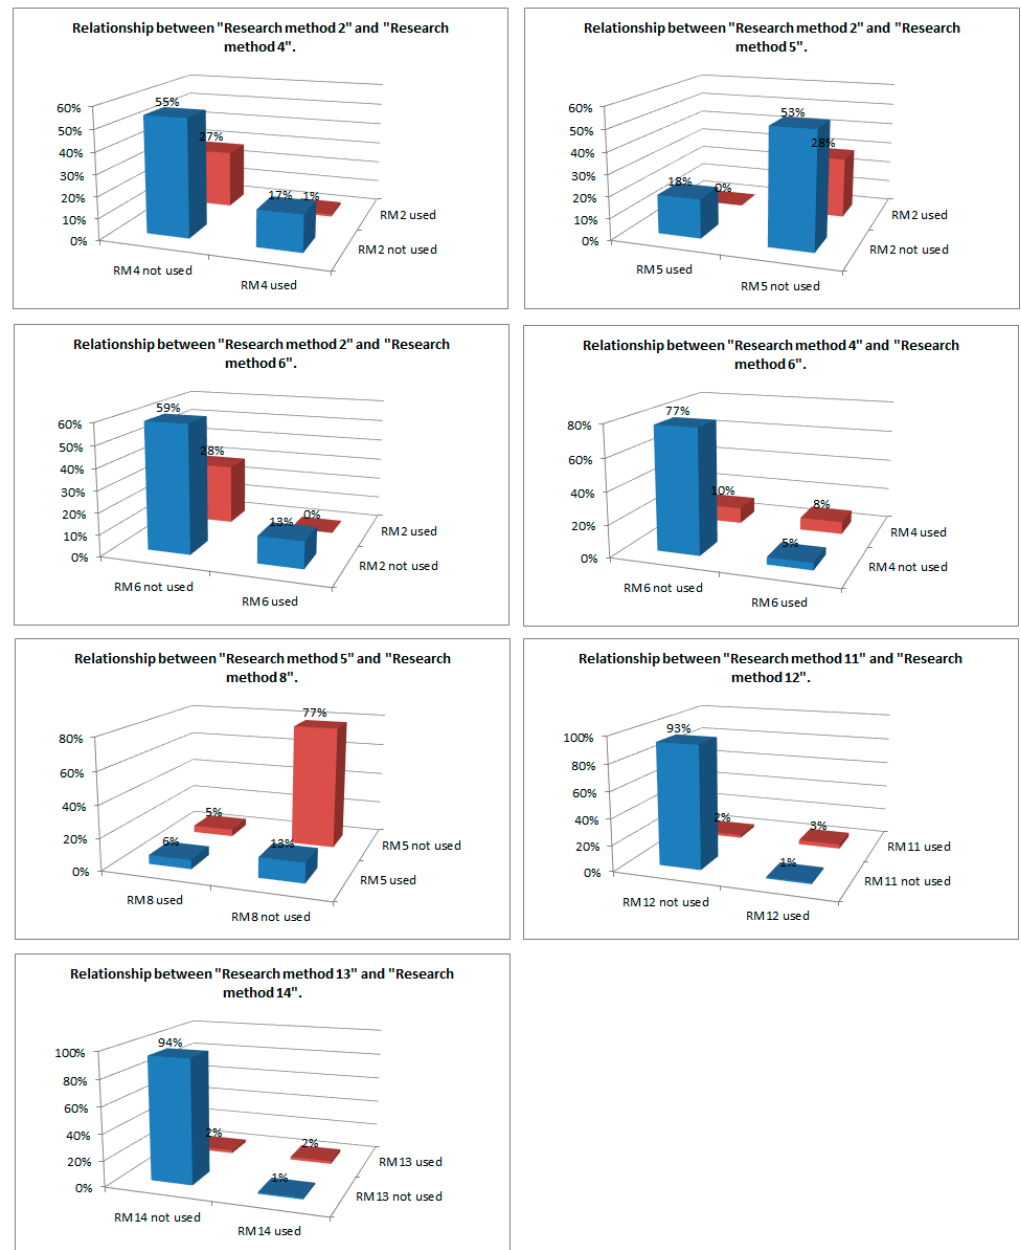 Relationship between "Research method 2" and "Research
method 4".
60%
50%
40%
30%
20%
10%
0%
55%
27%
17%
1%
RM2 used
RM2 not used
RM4 not used
RM4 used
Relationship between "Research method 2" and "Research
method 5".
60%
50%
40%
30%
20%
10%
0%
53%
28%
18%
0%
RM2 used
RM2 not used
RM5 used
RM5 not used
Relationship between "Research method 2" and "Research
method 6".
60%
50%
40%
30%
20%
10%
0%
59%
28%
13%
0%
RM2 used
RM2 not used
RM6 not used
RM6 used
Relationship between "Research method 4" and "Research
method 6".
80%
60%
40%
20%
0%
77%
10%
8%
5%
RM4 used
RM4 not used
RM6 not used
RM6 used
Relationship between "Research method 5" and "Research
method 8".
80%
60%
40%
20%
0%
77%
5%
6%
13%
RM5 not used
RM5 used
RM8 used
RM8 not used
Relationship between "Research method 11" and "Research
method 12".
100%
80%
60%
40%
20%
0%
93%
2%
3%
1%
RM11 used
RM11 not used
RM12 not used
RM12 used
Relationship between "Research method 13" and "Research
method 14".
100%
80%
60%
40%
20%
0%
94%
2%
2%
1%
RM13 used
RM13 not used
RM14 not used
RM14 used